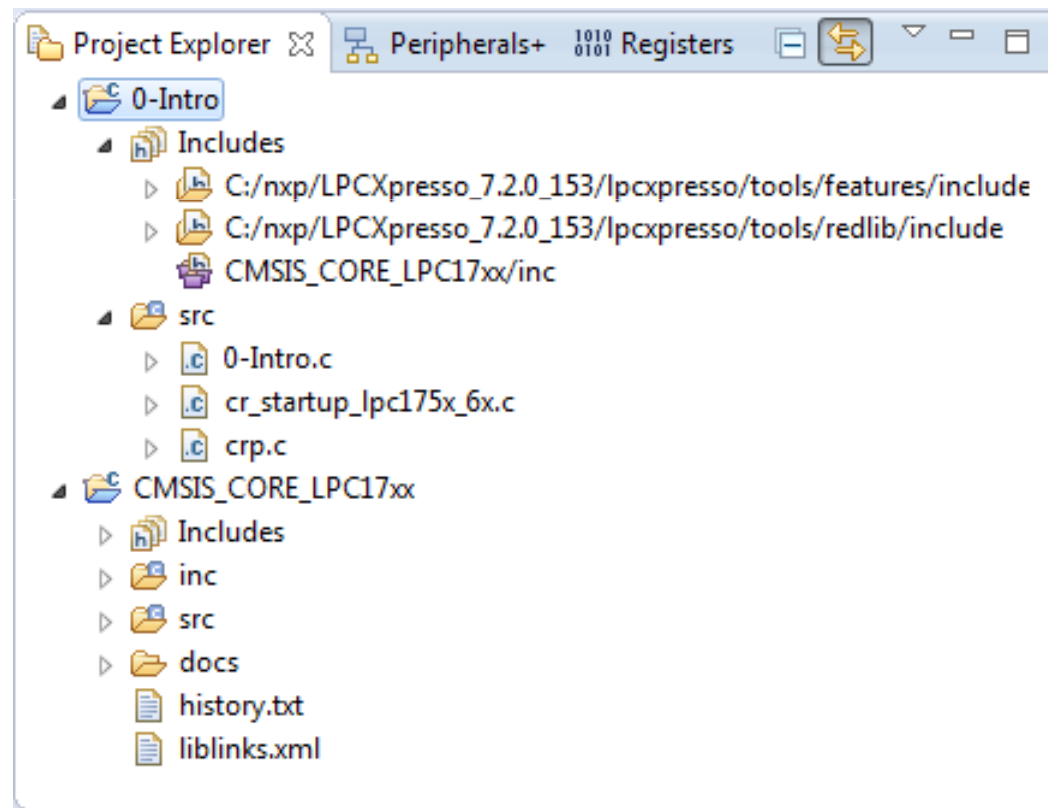 Project Explorer Peripherals+ 1010 0101 Registers
0-Intro
Includes
C:/nxp/LPCXpresso_7.2.0_153/lpcxpresso/tools/features/include
C:/nxp/LPCXpresso_7.2.0_153/lpcxpresso/tools/redlib/include
CMSIS_CORE_LPC17xx/inc
src
0-Intro.c
cr_startup_lpc175x_6x.c
crp.c
CMSIS_CORE_LPC17xx
Includes
inc
src
docs
history.txt
liblinks.xml